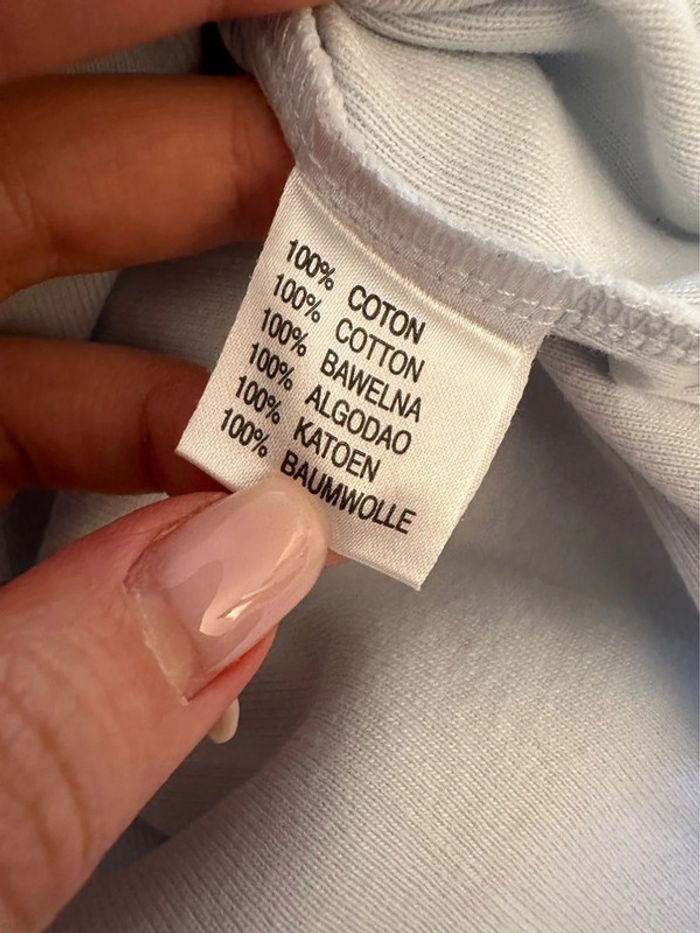 100% COTON
100% COTTON
100% BAWELNA
100% ALGODAO
100% KATOEN
100% BAUMWOLLE